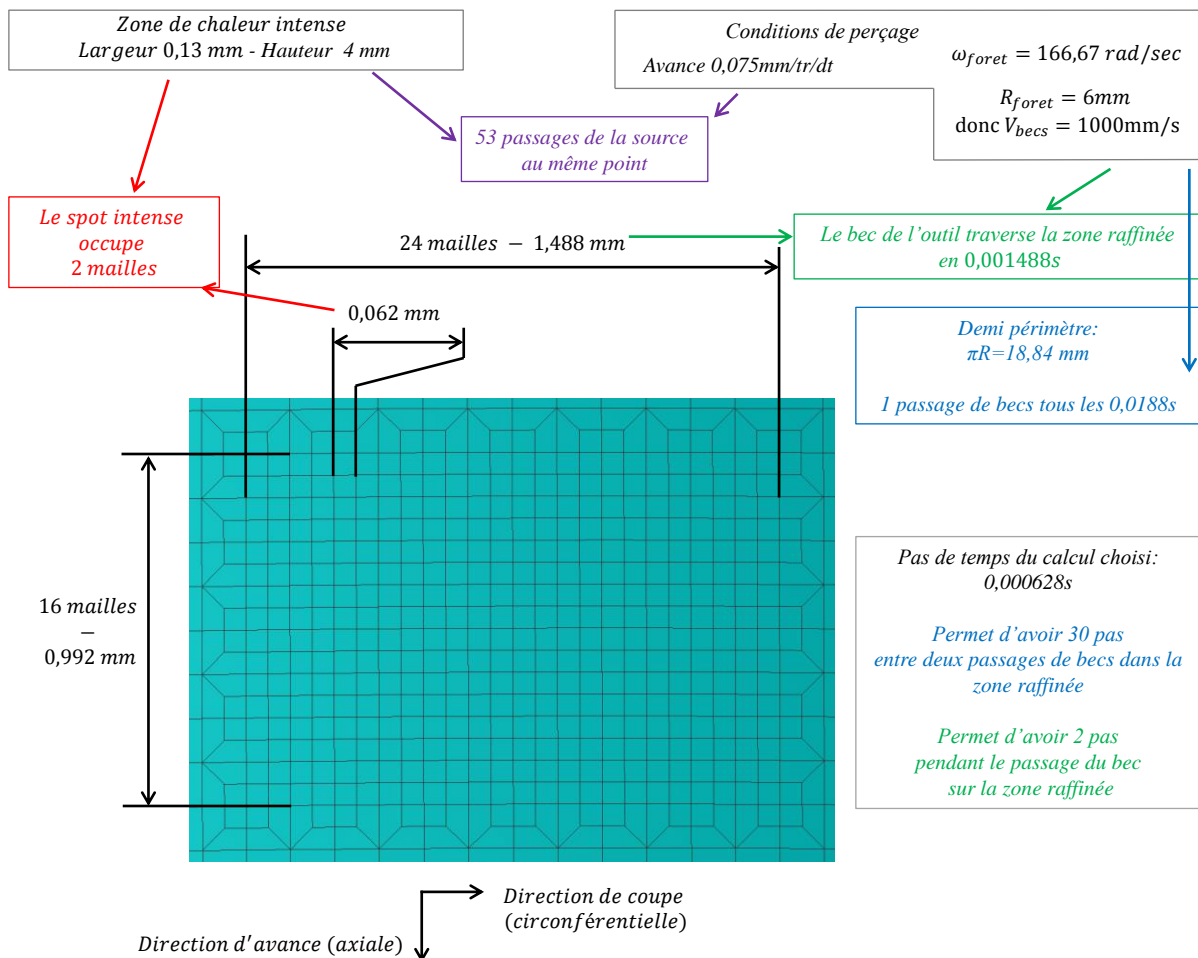 Zone de chaleur intense
Largeur 0,13 mm - Hauteur 4 mm
Conditions de perçage
Avance 0,075mm/tr/dt
ω_foret = 166,67 rad/sec
R_foret = 6mm
donc V_becs = 1000mm/s
53 passages de la source
au même point
Le spot intense
occupe
2 mailles
24 mailles − 1,488 mm
Le bec de l'outil traverse la zone raffinée
en 0,001488s
0,062 mm
Demi périmètre:
πR=18,84 mm
1 passage de becs tous les 0,0188s
16 mailles
−
0,992 mm
Pas de temps du calcul choisi:
0,000628s
Permet d'avoir 30 pas
entre deux passages de becs dans la
zone raffinée
Permet d'avoir 2 pas
pendant le passage du bec
sur la zone raffinée
Direction de coupe
(circonférentielle)
Direction d'avance (axiale)